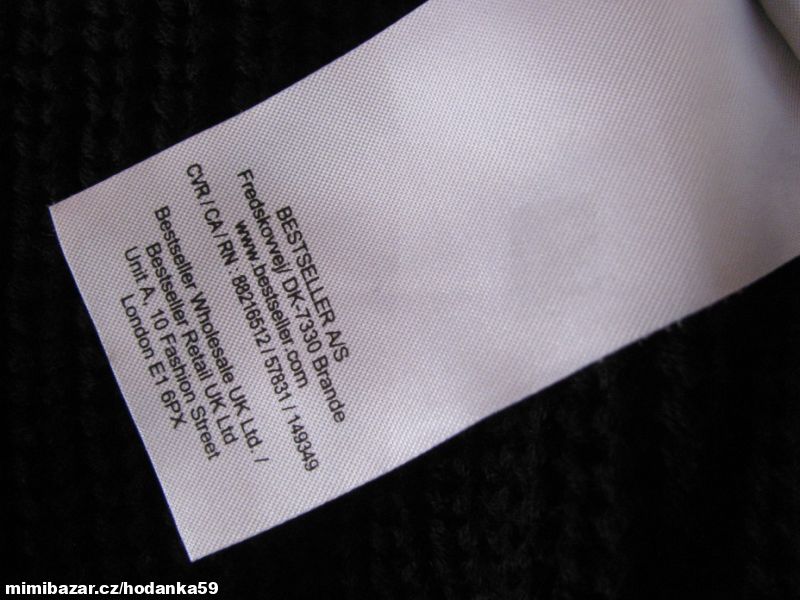 BESTSELLER A/S
Fredskovvej/ DK-7330 Brande
www.bestseller.com
CVR / CA / RN : 88216512 / 57831 / 149349
Bestseller Wholesale UK Ltd. /
Bestseller Retail UK Ltd
Unit A, 10 Fashion Street
London E1 6PX
mimibazar.cz/hodanka59